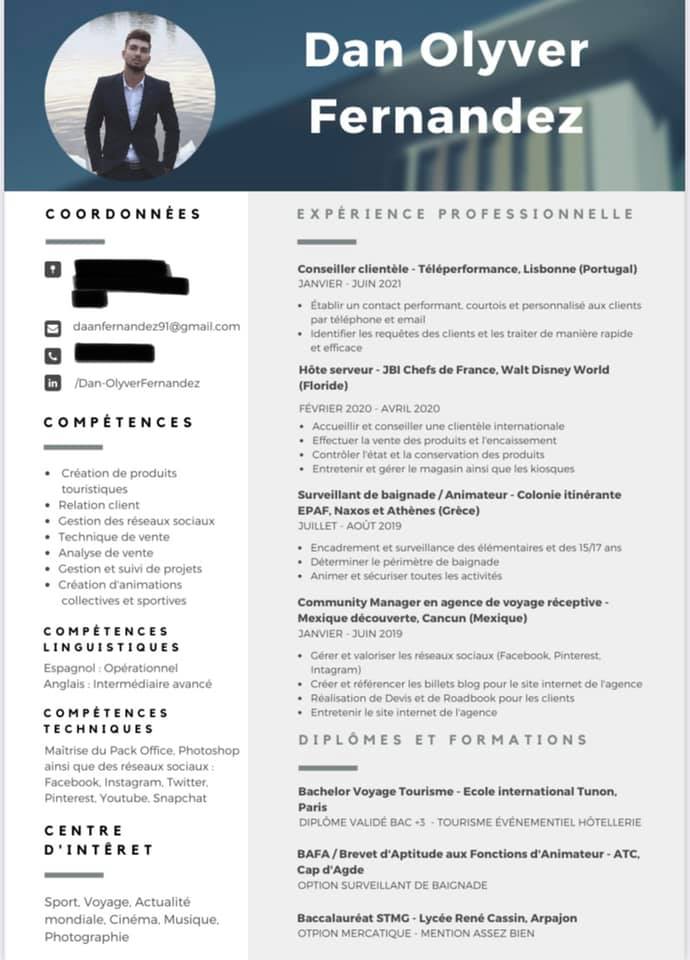 Dan Olyver
Fernandez
COORDONNÉES
daanfernandez91@gmail.com
/Dan-OlyverFernandez
COMPÉTENCES
• Création de produits
touristiques
• Relation client
• Gestion des réseaux sociaux
• Technique de vente
• Analyse de vente
• Gestion et suivi de projets
• Création d'animations
collectives et sportives
COMPÉTENCES
LINGUISTIQUES
Espagnol : Opérationnel
Anglais : Intermédiaire avancé
COMPÉTENCES
TECHNIQUES
Maîtrise du Pack Office, Photoshop
ainsi que des réseaux sociaux :
Facebook, Instagram, Twitter,
Pinterest, Youtube, Snapchat
CENTRE
D'INTÊRET
Sport, Voyage, Actualité
mondiale, Cinéma, Musique,
Photographie
EXPÉRIENCE PROFESSIONNELLE
Conseiller clientèle - Téléperformance, Lisbonne (Portugal)
JANVIER - JUIN 2021
• Établir un contact performant, courtois et personnalisé aux clients
par téléphone et email
• Identifier les requêtes des clients et les traiter de manière rapide
et efficace
Hôte serveur - JBI Chefs de France, Walt Disney World
(Floride)
FÉVRIER 2020 - AVRIL 2020
• Accueillir et conseiller une clientèle internationale
• Effectuer la vente des produits et l'encaissement
• Contrôler l'état et la conservation des produits
• Entretenir et gérer le magasin ainsi que les kiosques
Surveillant de baignade / Animateur - Colonie itinérante
EPAF, Naxos et Athènes (Grèce)
JUILLET - AOÛT 2019
• Encadrement et surveillance des élémentaires et des 15/17 ans
• Déterminer le périmètre de baignade
• Animer et sécuriser toutes les activités
Community Manager en agence de voyage réceptive -
Mexique découverte, Cancun (Mexique)
JANVIER - JUIN 2019
• Gérer et valoriser les réseaux sociaux (Facebook, Pinterest,
Intagram)
• Créer et référencer les billets blog pour le site internet de l'agence
• Réalisation de Devis et de Roadbook pour les clients
• Entretenir le site internet de l'agence
DIPLÔMES ET FORMATIONS
Bachelor Voyage Tourisme - Ecole international Tunon,
Paris
DIPLÔME VALIDÉ BAC +3 - TOURISME ÉVÉNEMENTIEL HÔTELLERIE
BAFA / Brevet d'Aptitude aux Fonctions d'Animateur - ATC,
Cap d'Agde
OPTION SURVEILLANT DE BAIGNADE
Baccalauréat STMG - Lycée René Cassin, Arpajon
OTPION MERCATIQUE - MENTION ASSEZ BIEN